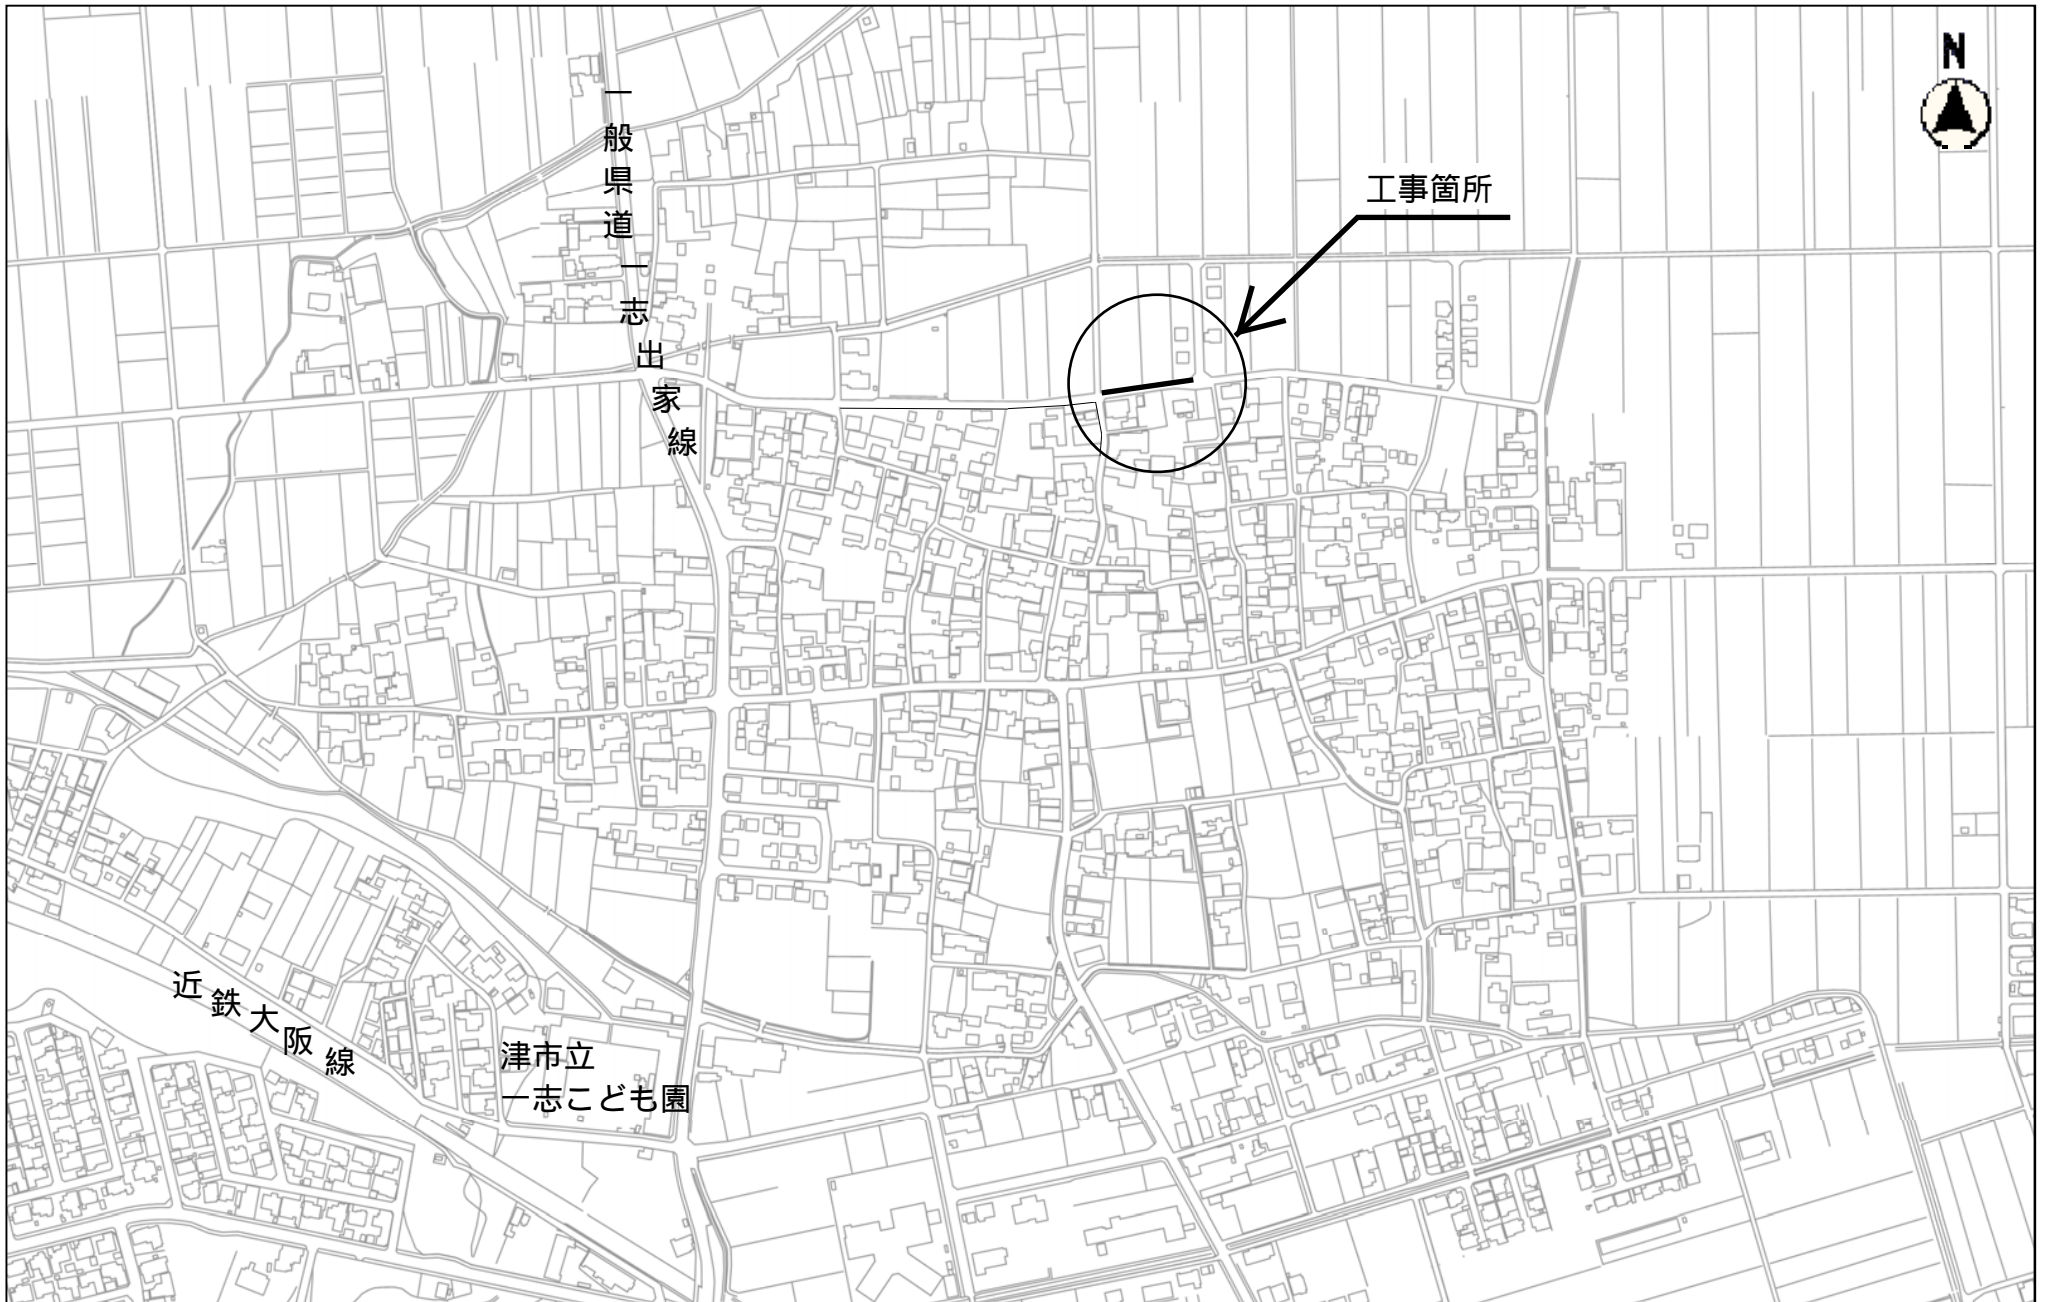 N
工事箇所
一般県道一志出家線
近鉄大阪線
津市立
一志こども園